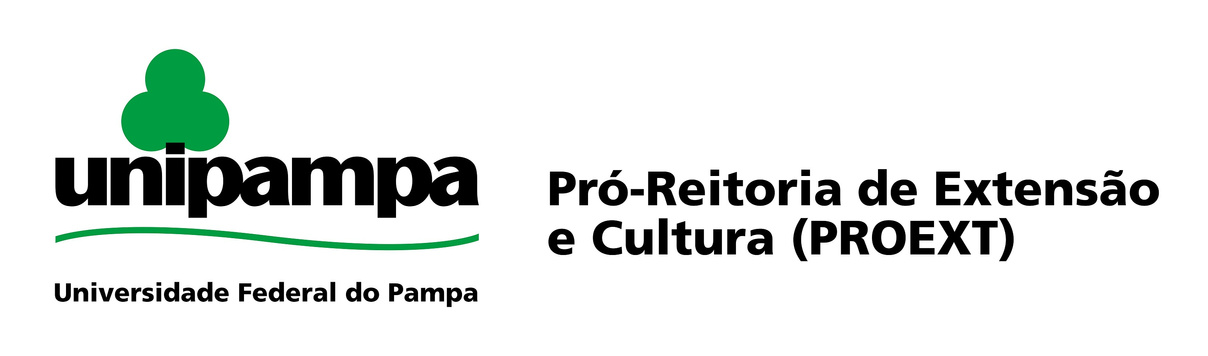 unipampa
Universidade Federal do Pampa
Pró-Reitoria de Extensão
e Cultura (PROEXT)